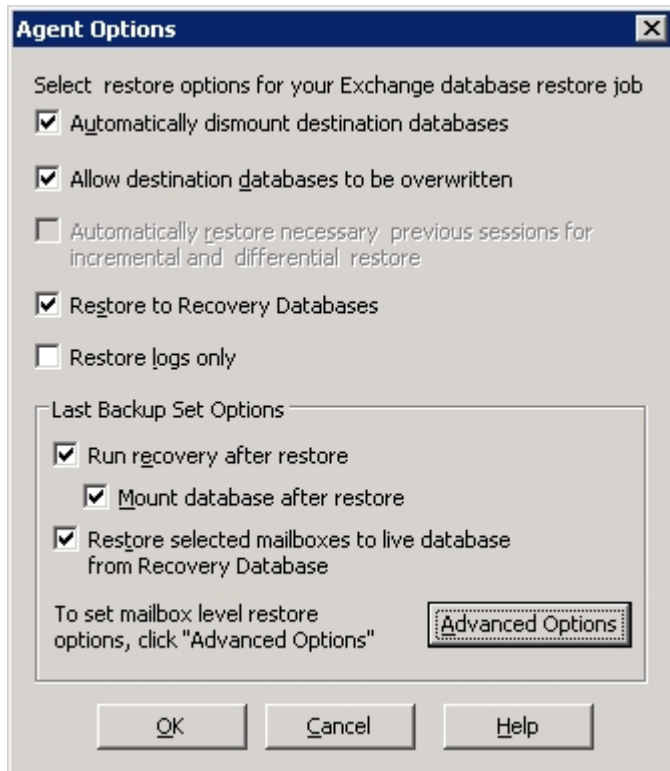 Agent Options
Select restore options for your Exchange database restore job
Automatically dismount destination databases
Allow destination databases to be overwritten
Automatically restore necessary previous sessions for
incremental and differential restore
Restore to Recovery Databases
Restore logs only
Last Backup Set Options
Run recovery after restore
Mount database after restore
Restore selected mailboxes to live database
from Recovery Database
To set mailbox level restore
options, click "Advanced Options"
Advanced Options
OK Cancel Help